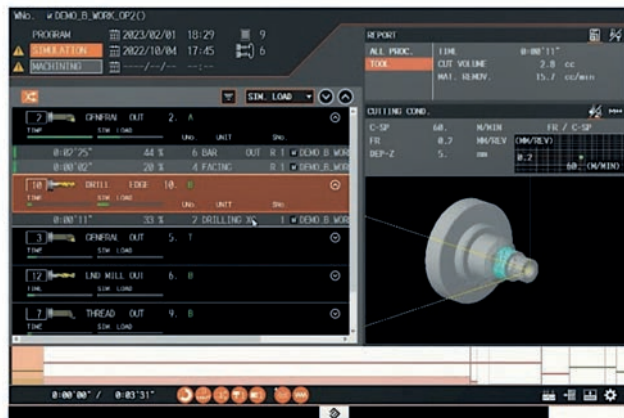 WNo. DEMO_B_WORK_OP2()
PROGRAM 2023/02/01 18:29 9
SIMULATION 2022/10/04 17:45 6
MACHINING ----/--/-- --:--
SIM. LOAD
2 GENERAL OUT 2. A
TIME SIM LOAD UNo. UNIT SNo.
0:02'25" 44 % 6 BAR OUT R 1 DEMO_B_WOR
0:00'02" 20 % 4 FACING R 1 DEMO_B_WOR
10 DRILL EDGE 10. B
TIME SIM LOAD UNo. UNIT SNo.
0:00'11" 33 % 2 DRILLING XC 1 DEMO_B_WOR
3 GENERAL OUT 5. T
TIME SIM LOAD
12 END MILL OUT 6. B
TIME SIM LOAD
7 THREAD OUT 9. B
TIME SIM LOAD
0:00'00" / 0:03'31"
REPORT
ALL PROC. TIME 0:00'11"
TOOL CUT VOLUME 2.8 cc
MAT. REMOV. 15.7 cc/min
CUTTING COND.
C-SP 60. M/MIN FR / C-SP
FR 0.2 MM/REV (MM/REV)
DEP-Z 5. mm 0.2
60. (M/MIN)